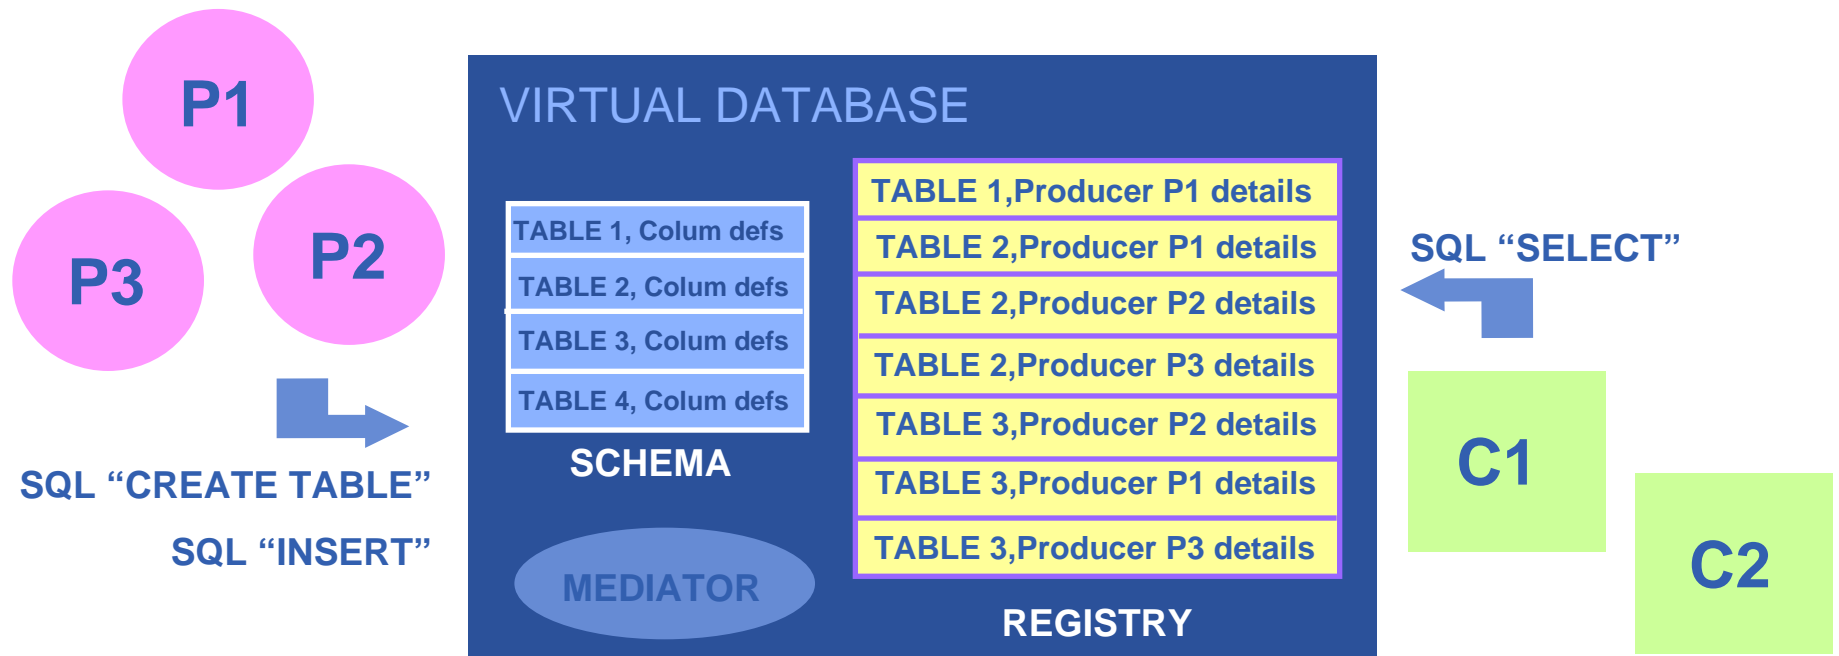 P1
P2
P3
SQL “CREATE TABLE”
SQL “INSERT”
VIRTUAL DATABASE
TABLE 1, Colum defs
TABLE 2, Colum defs
TABLE 3, Colum defs
TABLE 4, Colum defs
SCHEMA
MEDIATOR
TABLE 1,Producer P1 details
TABLE 2,Producer P1 details
TABLE 2,Producer P2 details
TABLE 2,Producer P3 details
TABLE 3,Producer P2 details
TABLE 3,Producer P1 details
TABLE 3,Producer P3 details
REGISTRY
SQL “SELECT”
C1
C2